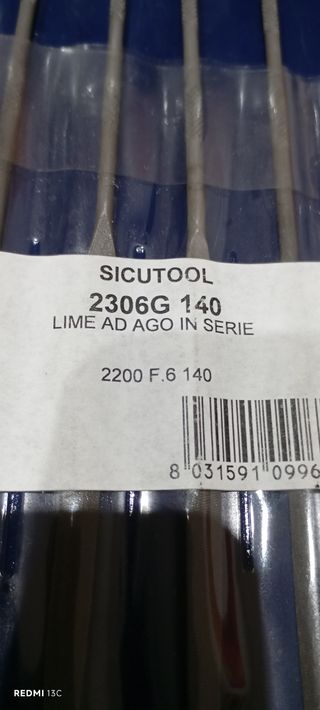 SICUTOOL
2306G 140
LIME AD AGO IN SERIE
2200 F.6 140
8 031591 0996
REDMI 13C